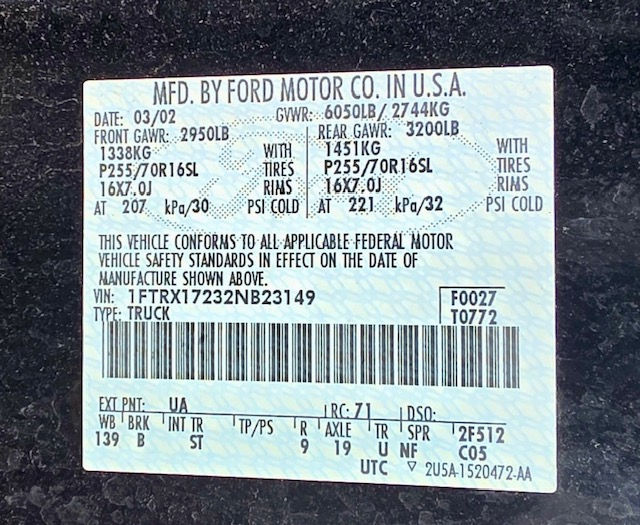 MFD. BY FORD MOTOR CO. IN U.S.A.
DATE: 03/02 GVWR: 6050LB/ 2744KG
FRONT GAWR: 2950LB REAR GAWR: 3200LB
1338KG WITH 1451KG WITH
P255/70R16SL TIRES P255/70R16SL TIRES
16X7.0J RIMS 16X7.0J RIMS
AT 207 kPa/30 PSI COLD AT 221 kPa/32 PSI COLD
THIS VEHICLE CONFORMS TO ALL APPLICABLE FEDERAL MOTOR
VEHICLE SAFETY STANDARDS IN EFFECT ON THE DATE OF
MANUFACTURE SHOWN ABOVE.
VIN: 1FTRX17232NB23149 F0027
TYPE: TRUCK T0772
EXT PNT: UA RC: 71 DSO:
WB BRK INT TR TP/PS R AXLE TR SPR 2F512
139 B ST 9 19 U NF C05
UTC ▽ 2U5A-1520472-AA